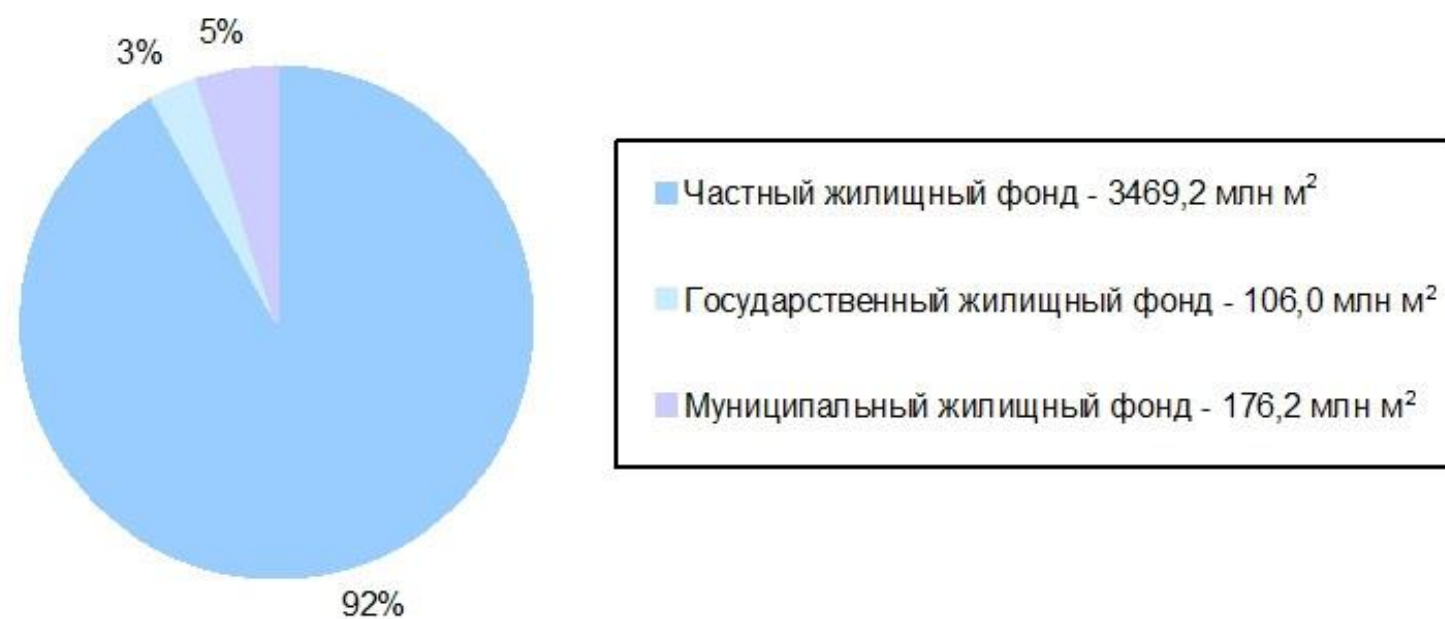 5%
3%
Частный жилищный фонд - 3469,2 млн м²
Государственный жилищный фонд - 106,0 млн м²
Муниципальный жилищный фонд - 176,2 млн м²
92%